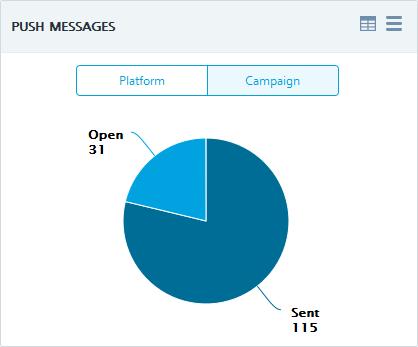 PUSH MESSAGES
Platform
Campaign
Open
31
Sent
115